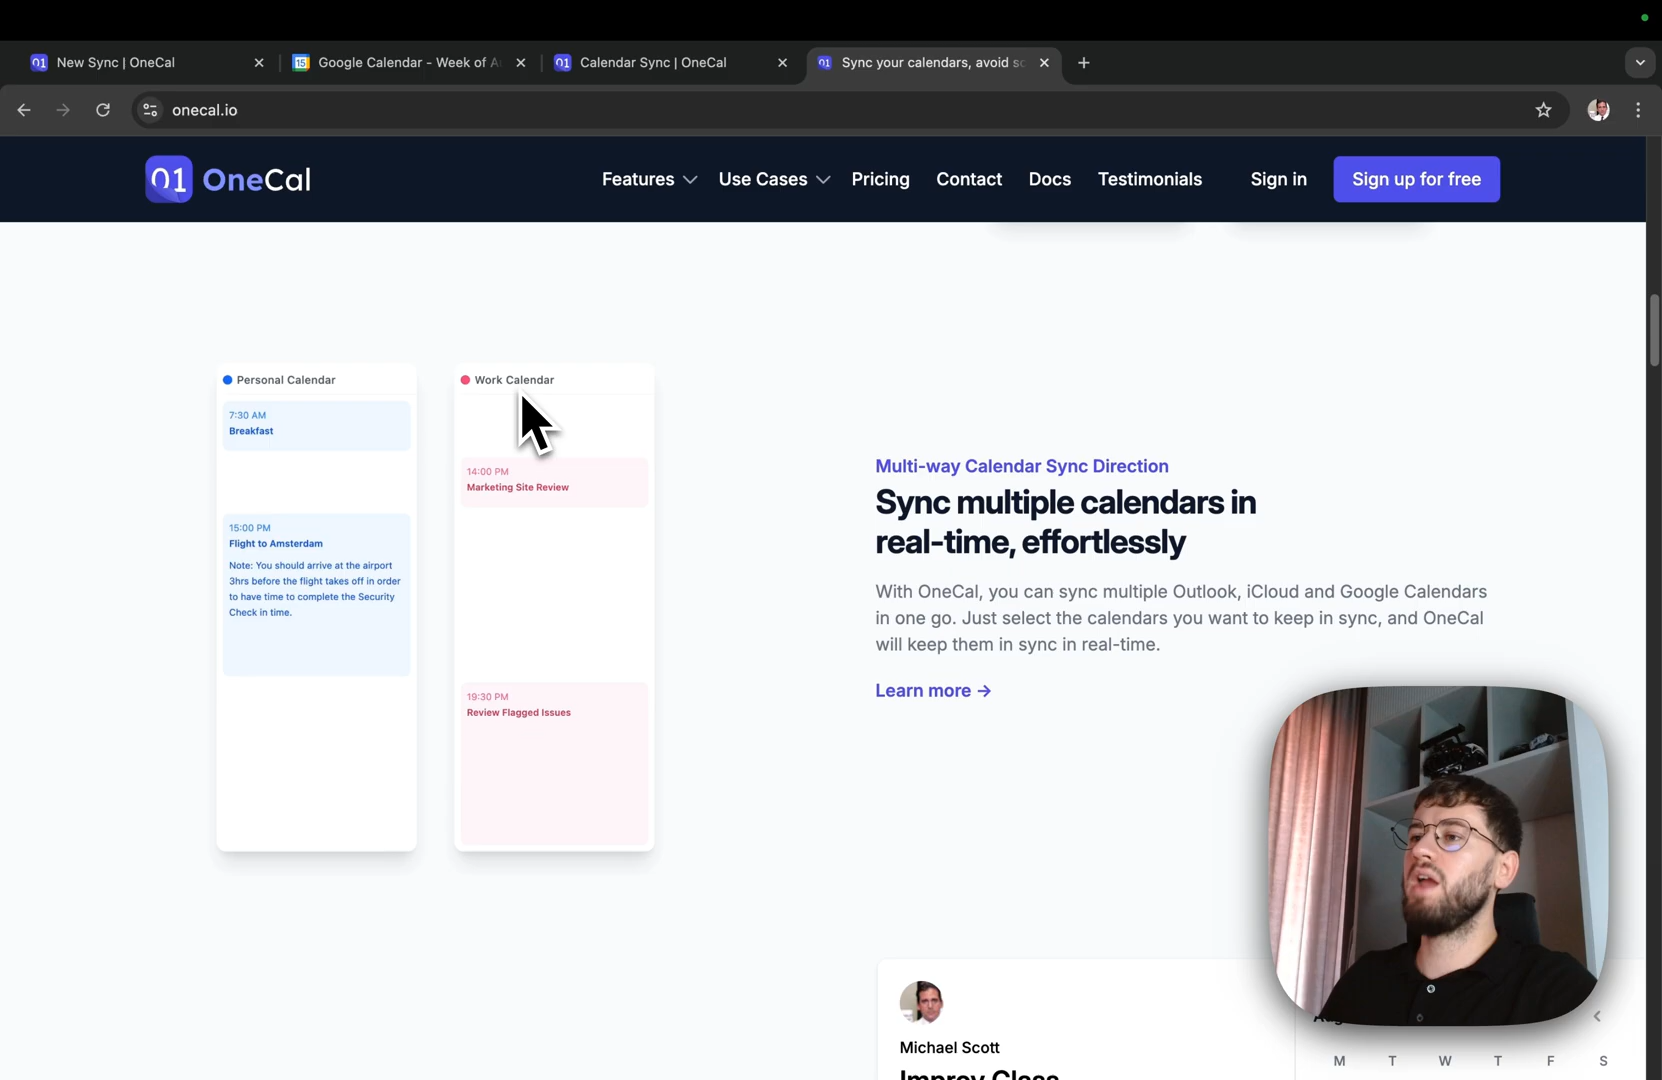 New Sync | OneCal
Google Calendar - Week of A
Calendar Sync | OneCal
Sync your calendars, avoid sc
onecal.io
01 OneCal
Features
Use Cases
Pricing
Contact
Docs
Testimonials
Sign in
Sign up for free
Personal Calendar
7:30 AM
Breakfast
15:00 PM
Flight to Amsterdam
Note: You should arrive at the airport
3hrs before the flight takes off in order
to have time to complete the Security
Check in time.
Work Calendar
14:00 PM
Marketing Site Review
19:30 PM
Review Flagged Issues
Multi-way Calendar Sync Direction
Sync multiple calendars in
real-time, effortlessly
With OneCal, you can sync multiple Outlook, iCloud and Google Calendars
in one go. Just select the calendars you want to keep in sync, and OneCal
will keep them in sync in real-time.
Learn more →
Michael Scott
Improv Class
M T W T F S